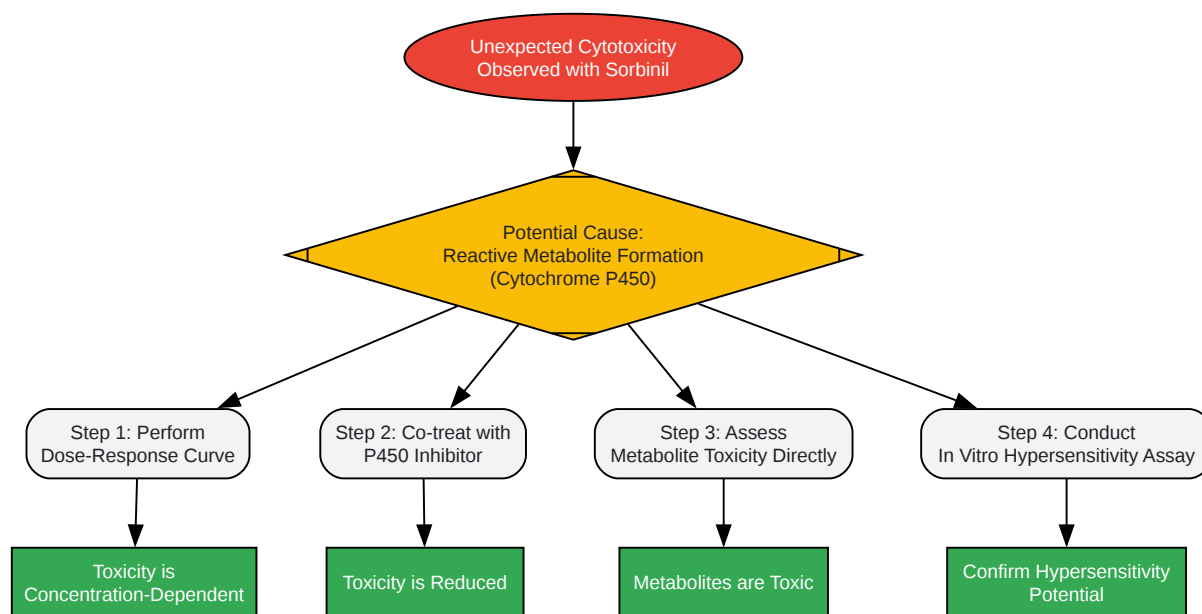 Unexpected Cytotoxicity
Observed with Sorbinil
Potential Cause:
Reactive Metabolite Formation
(Cytochrome P450)
Step 1: Perform
Dose-Response Curve
Step 2: Co-treat with
P450 Inhibitor
Step 3: Assess
Metabolite Toxicity Directly
Step 4: Conduct
In Vitro Hypersensitivity Assay
Toxicity is
Concentration-Dependent
Toxicity is Reduced
Metabolites are Toxic
Confirm Hypersensitivity
Potential